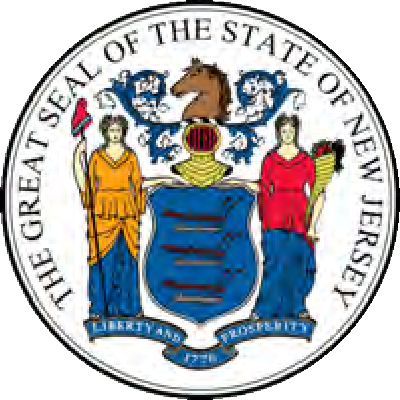 THE GREAT SEAL OF THE STATE OF NEW JERSEY
LIBERTY AND
PROSPERITY
1776